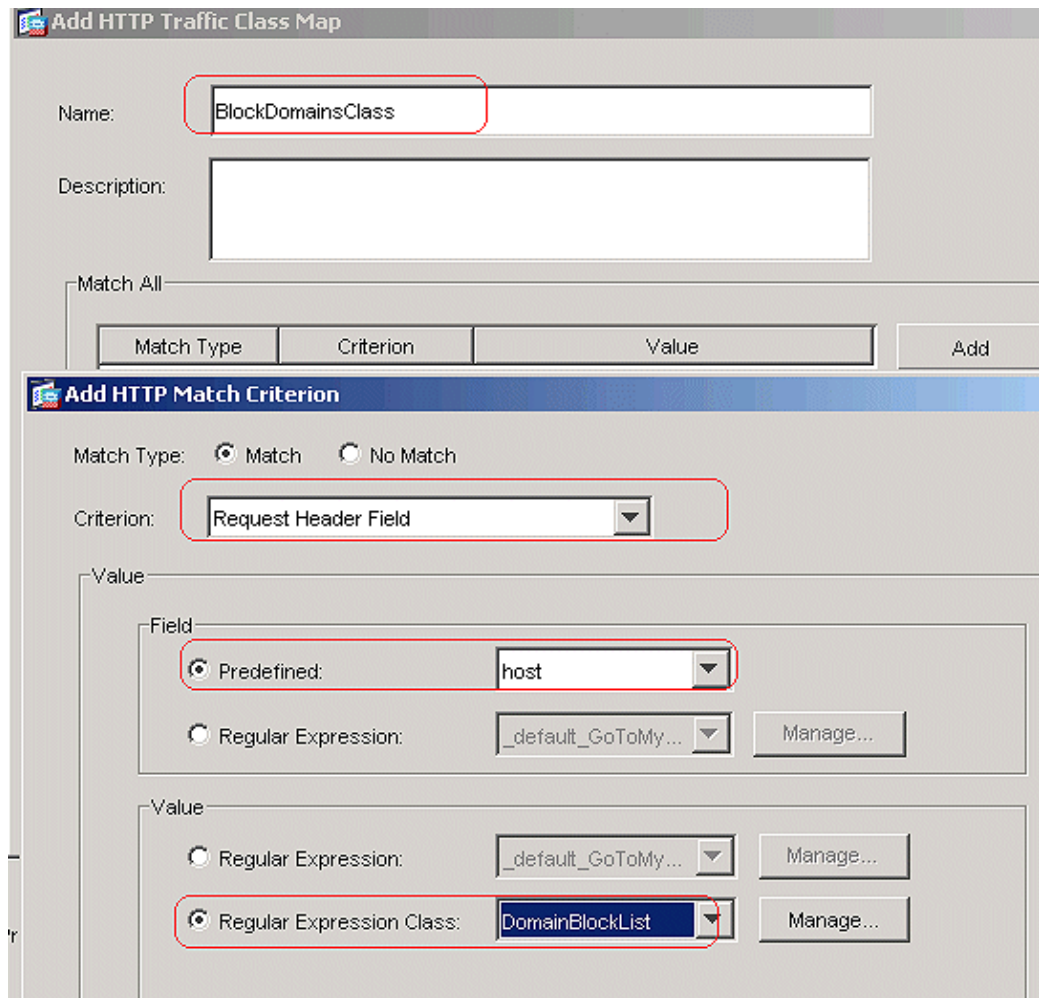 Add HTTP Traffic Class Map
Name: BlockDomainsClass
Description:
Match All
Match Type Criterion Value Add
Add HTTP Match Criterion
Match Type: Match No Match
Criterion: Request Header Field
Value
Field
Predefined: host
Regular Expression: _default_GoToMy... Manage...
Value
Regular Expression: _default_GoToMy... Manage...
Regular Expression Class: DomainBlockList Manage...